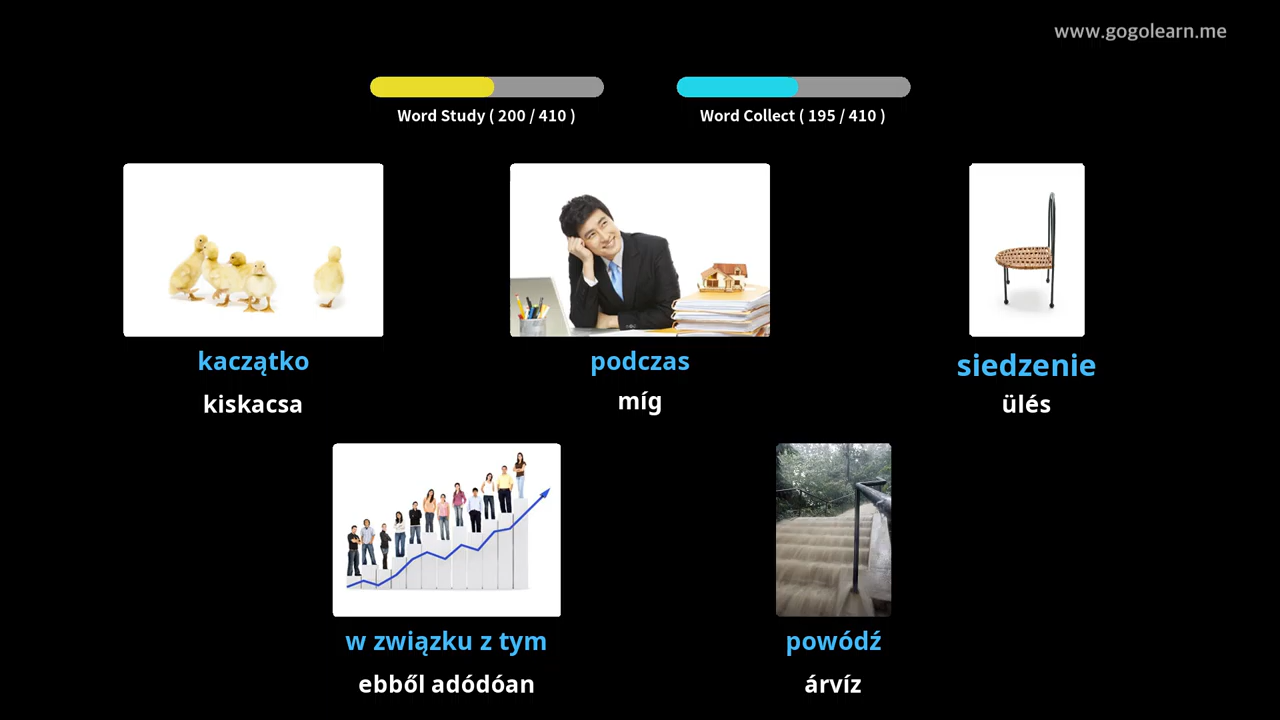 www.gogolearn.me
Word Study ( 200 / 410 )
Word Collect ( 195 / 410 )
kaczątko
podczas
siedzenie
kiskacsa
míg
ülés
w związku z tym
powódź
ebből adódóan
árvíz